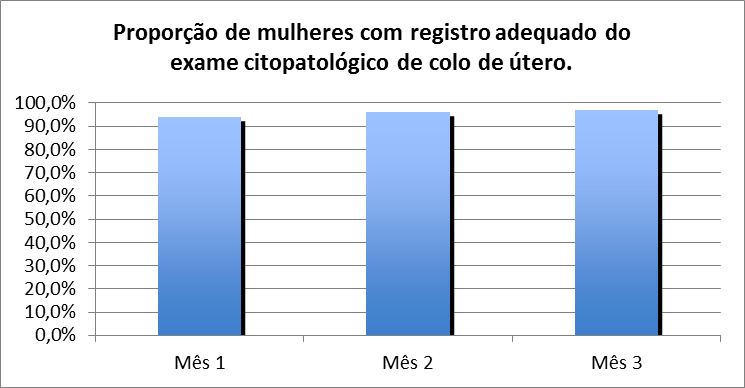 Proporção de mulheres com registro adequado do
exame citopatológico de colo de útero.
100,0%
90,0%
80,0%
70,0%
60,0%
50,0%
40,0%
30,0%
20,0%
10,0%
0,0%
Mês 1
Mês 2
Mês 3